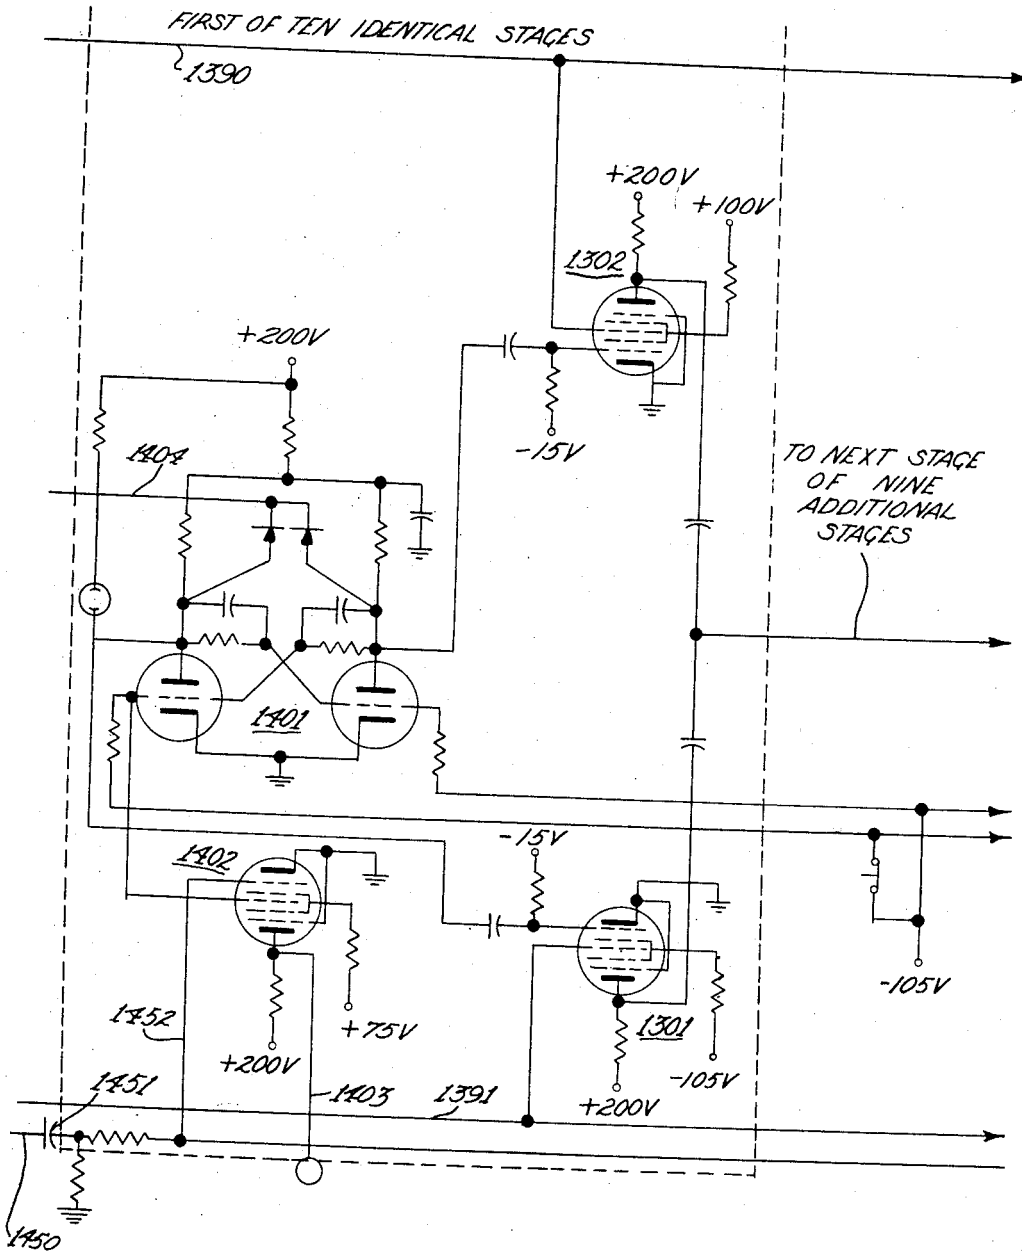 FIRST OF TEN IDENTICAL STAGES
1390
+200V
+100V
1302
+200V
-15V
1404
TO NEXT STAGE
OF NINE
ADDITIONAL
STAGES
1401
-15V
1402
-105V
1452
+75V
+200V
1301
1451
1403
1391
-105V
+200V
1450